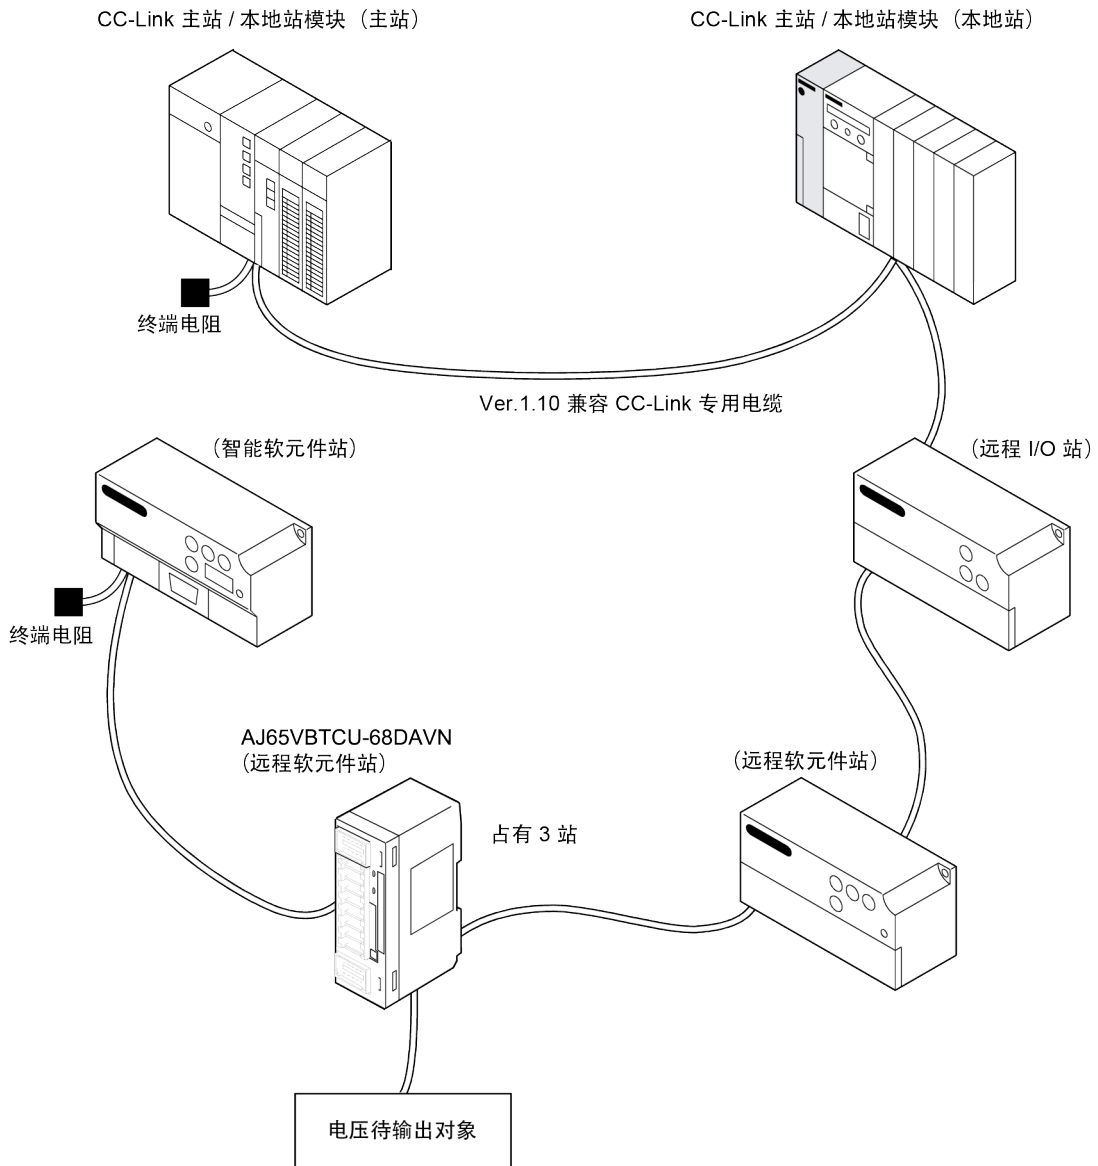 CC-Link 主站 / 本地站模块（主站）
CC-Link 主站 / 本地站模块（本地站）
终端电阻
Ver.1.10 兼容 CC-Link 专用电缆
（智能软元件站）
（远程 I/O 站）
终端电阻
AJ65VBTCU-68DAVN
（远程软元件站）
（远程软元件站）
占有 3 站
电压待输出对象